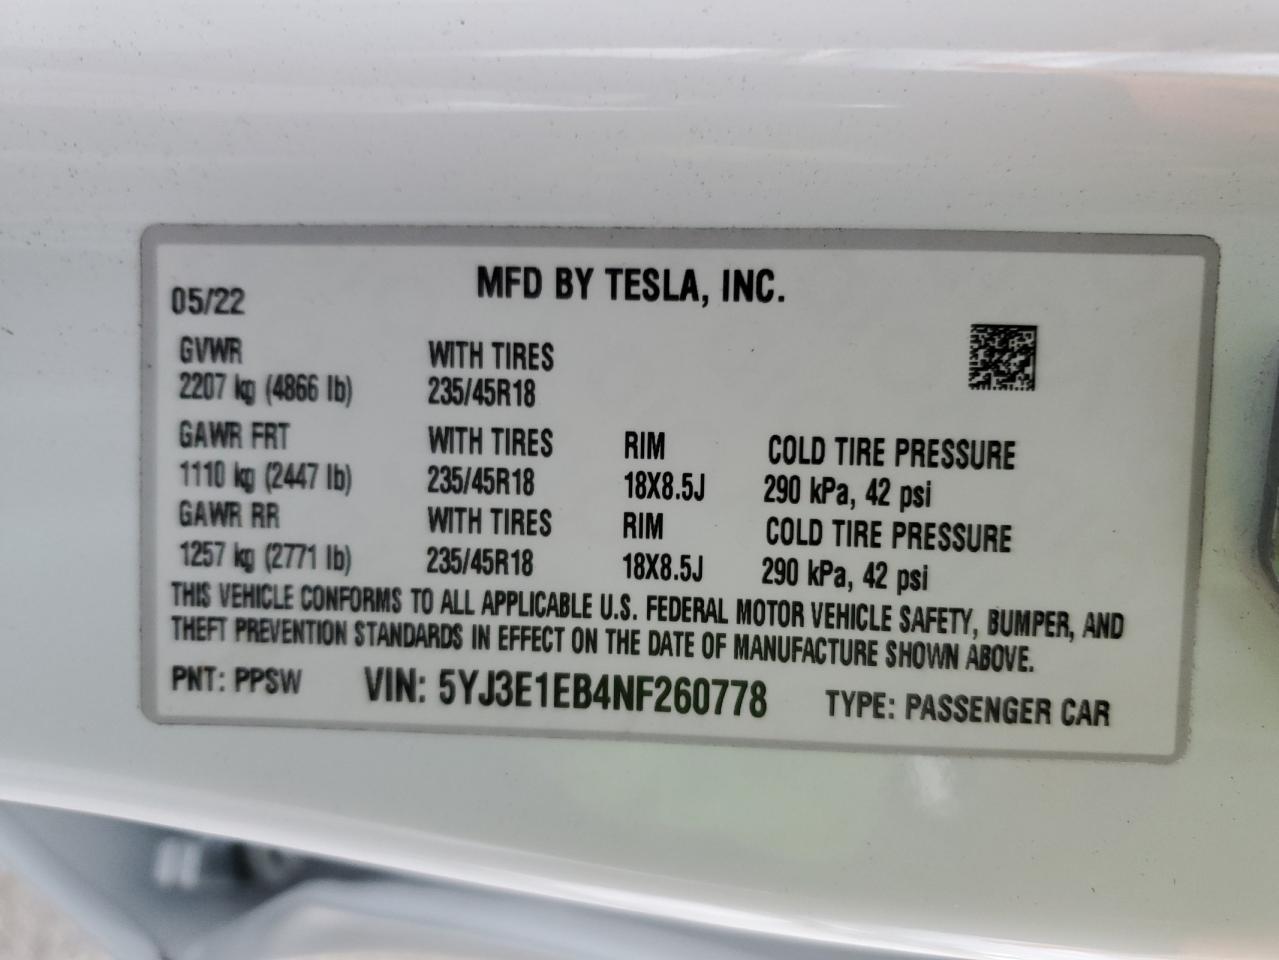 MFD BY TESLA, INC.
05/22
GVWR WITH TIRES
2207 kg (4866 lb) 235/45R18
GAWR FRT WITH TIRES RIM COLD TIRE PRESSURE
1110 kg (2447 lb) 235/45R18 18X8.5J 290 kPa, 42 psi
GAWR RR WITH TIRES RIM COLD TIRE PRESSURE
1257 kg (2771 lb) 235/45R18 18X8.5J 290 kPa, 42 psi
THIS VEHICLE CONFORMS TO ALL APPLICABLE U.S. FEDERAL MOTOR VEHICLE SAFETY, BUMPER, AND
THEFT PREVENTION STANDARDS IN EFFECT ON THE DATE OF MANUFACTURE SHOWN ABOVE.
PNT: PPSW VIN: 5YJ3E1EB4NF260778 TYPE: PASSENGER CAR